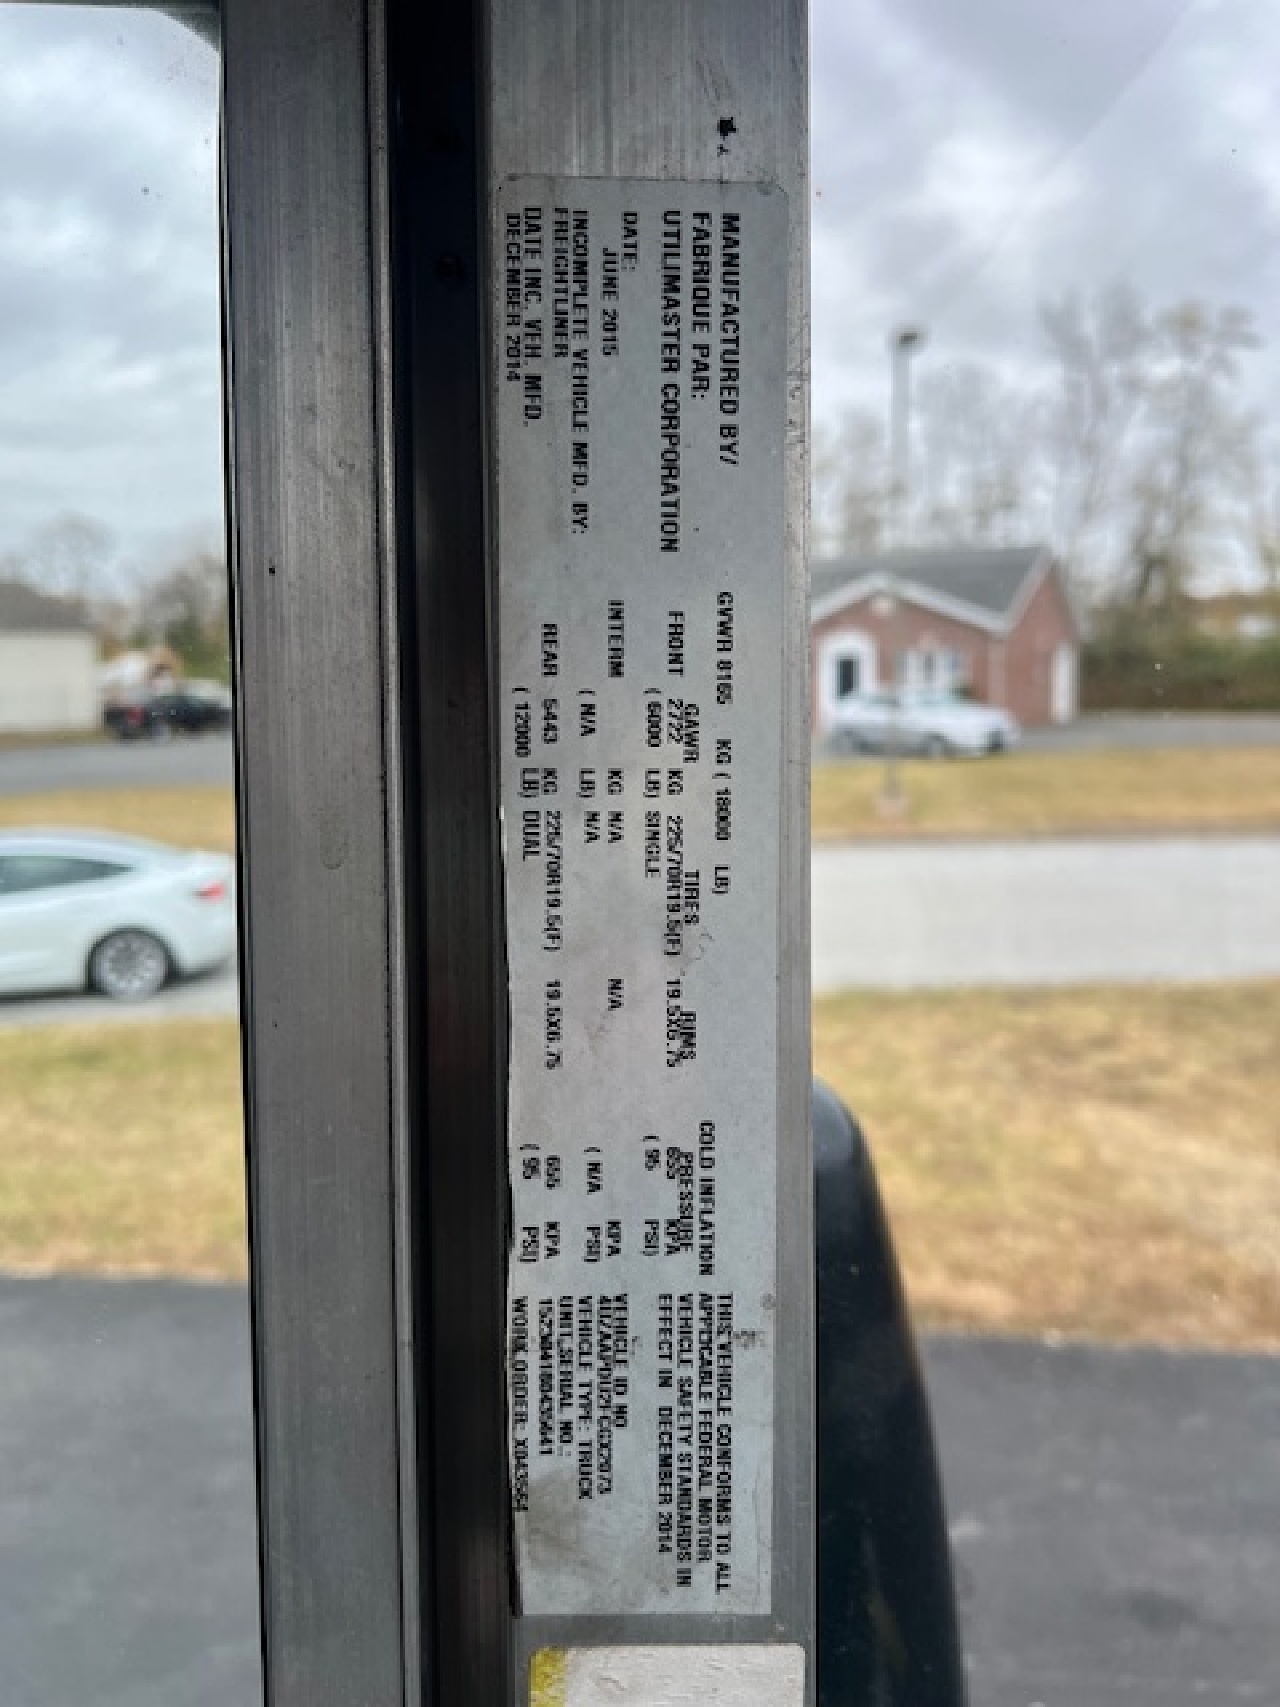 MANUFACTURED BY/
FABRIQUE PAR:
UTILIMASTER CORPORATION
DATE:
JUNE 2015
INCOMPLETE VEHICLE MFD. BY:
FREIGHTLINER
DATE INC. VEH. MFD.
DECEMBER 2014
GVWR 8165 KG ( 18000 LB)
GAWR TIRES RIMS COLD INFLATION PRESSURE
FRONT 2722 KG 225/70R19.5(F) 19.5X6.75 655 KPA
( 6000 LB) SINGLE ( 95 PSI)
INTERM KG N/A N/A KPA
( N/A LB) N/A ( N/A PSI)
REAR 5443 KG 225/70R19.5(F) 19.5X6.75 655 KPA
( 12000 LB) DUAL ( 95 PSI)
THIS VEHICLE CONFORMS TO ALL
APPLICABLE FEDERAL MOTOR
VEHICLE SAFETY STANDARDS IN
EFFECT IN DECEMBER 2014
VEHICLE ID NO
VEHICLE TYPE: TRUCK
UNIT SERIAL NO.:
WORK ORDER: X043564